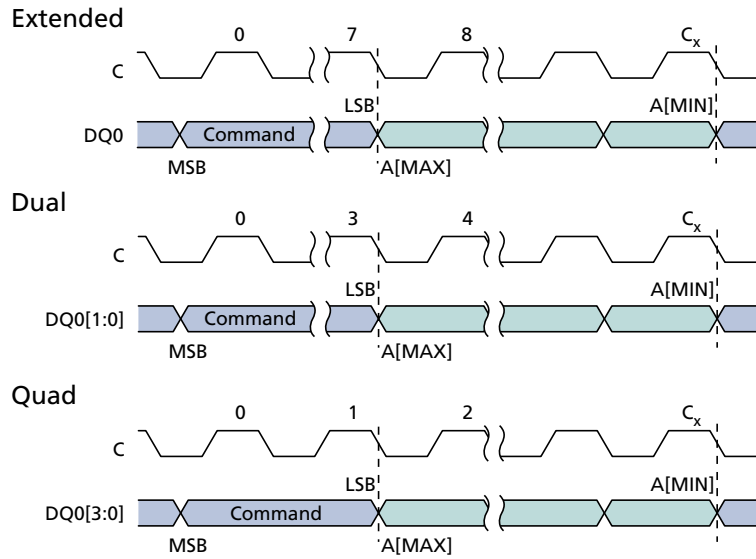 Extended
0 7 8 Cx
C
LSB A[MIN]
DQ0 Command
MSB A[MAX]
Dual
0 3 4 Cx
C
LSB A[MIN]
DQ0[1:0] Command
MSB A[MAX]
Quad
0 1 2 Cx
C
LSB A[MIN]
DQ0[3:0] Command
MSB A[MAX]